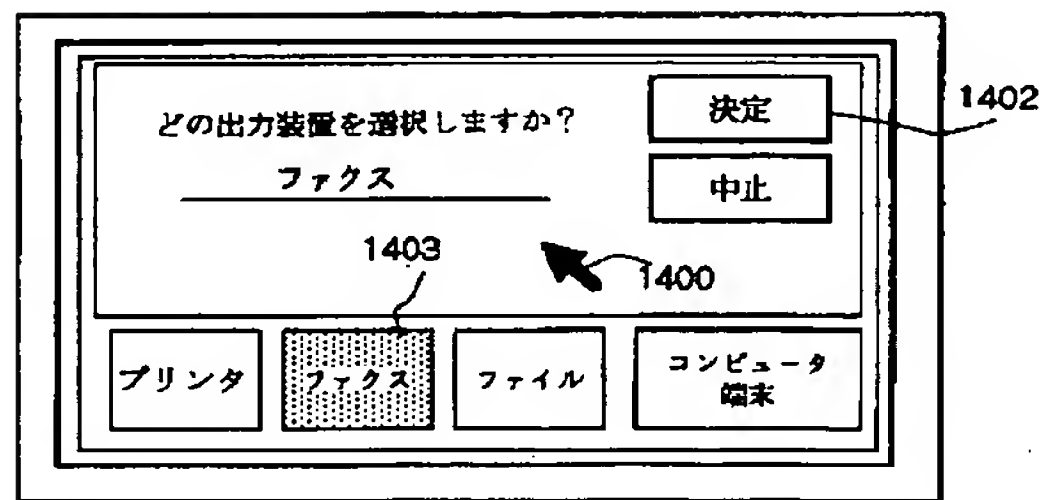 どの出力装置を選択しますか?
ファクス
決定
中止
1402
1403
1400
プリンタ
ファクス
ファイル
コンピュータ
端末